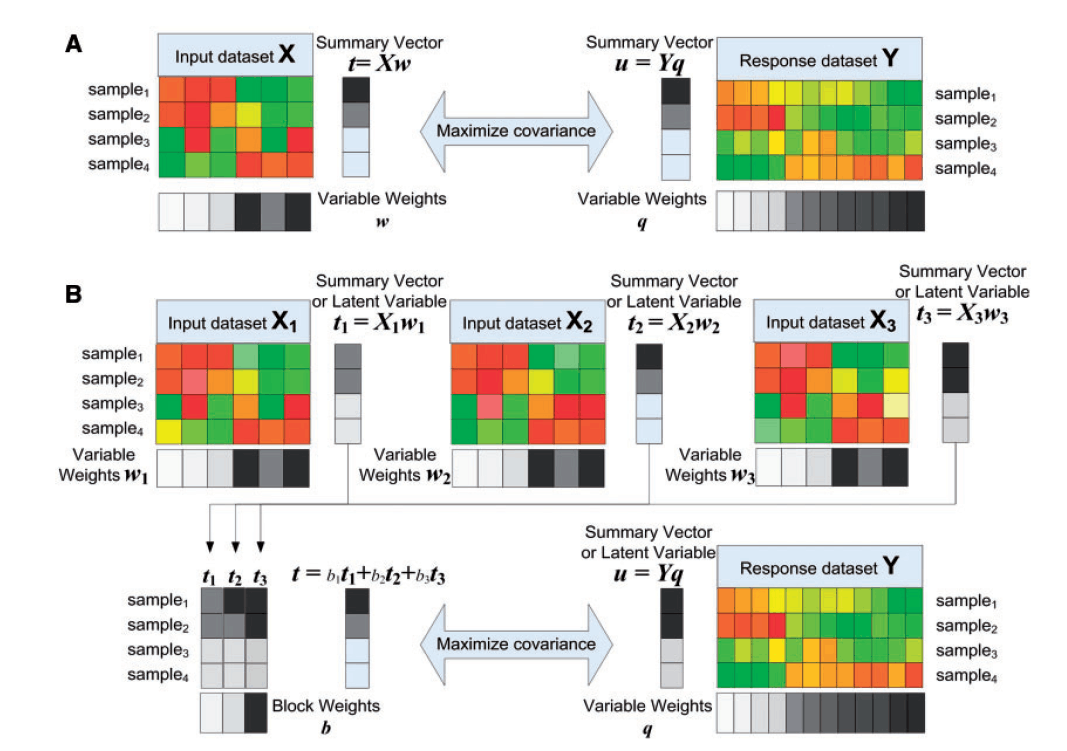 A
Input dataset X
Summary Vector
t= Xw
Summary Vector
u = Yq
Response dataset Y
sample₁
sample₂
sample₃
sample₄
Maximize covariance
sample₁
sample₂
sample₃
sample₄
Variable Weights
w
Variable Weights
q
B
Input dataset X₁
Summary Vector
or Latent Variable
t₁ = X₁w₁
Input dataset X₂
Summary Vector
or Latent Variable
t₂ = X₂w₂
Input dataset X₃
Summary Vector
or Latent Variable
t₃ = X₃w₃
sample₁
sample₂
sample₃
sample₄
Variable
Weights w₁
Variable
Weights w₂
Variable
Weights w₃
t₁ t₂ t₃
t = b₁t₁+b₂t₂+b₃t₃
Summary Vector
or Latent Variable
u = Yq
Response dataset Y
sample₁
sample₂
sample₃
sample₄
Maximize covariance
sample₁
sample₂
sample₃
sample₄
Block Weights
b
Variable Weights
q